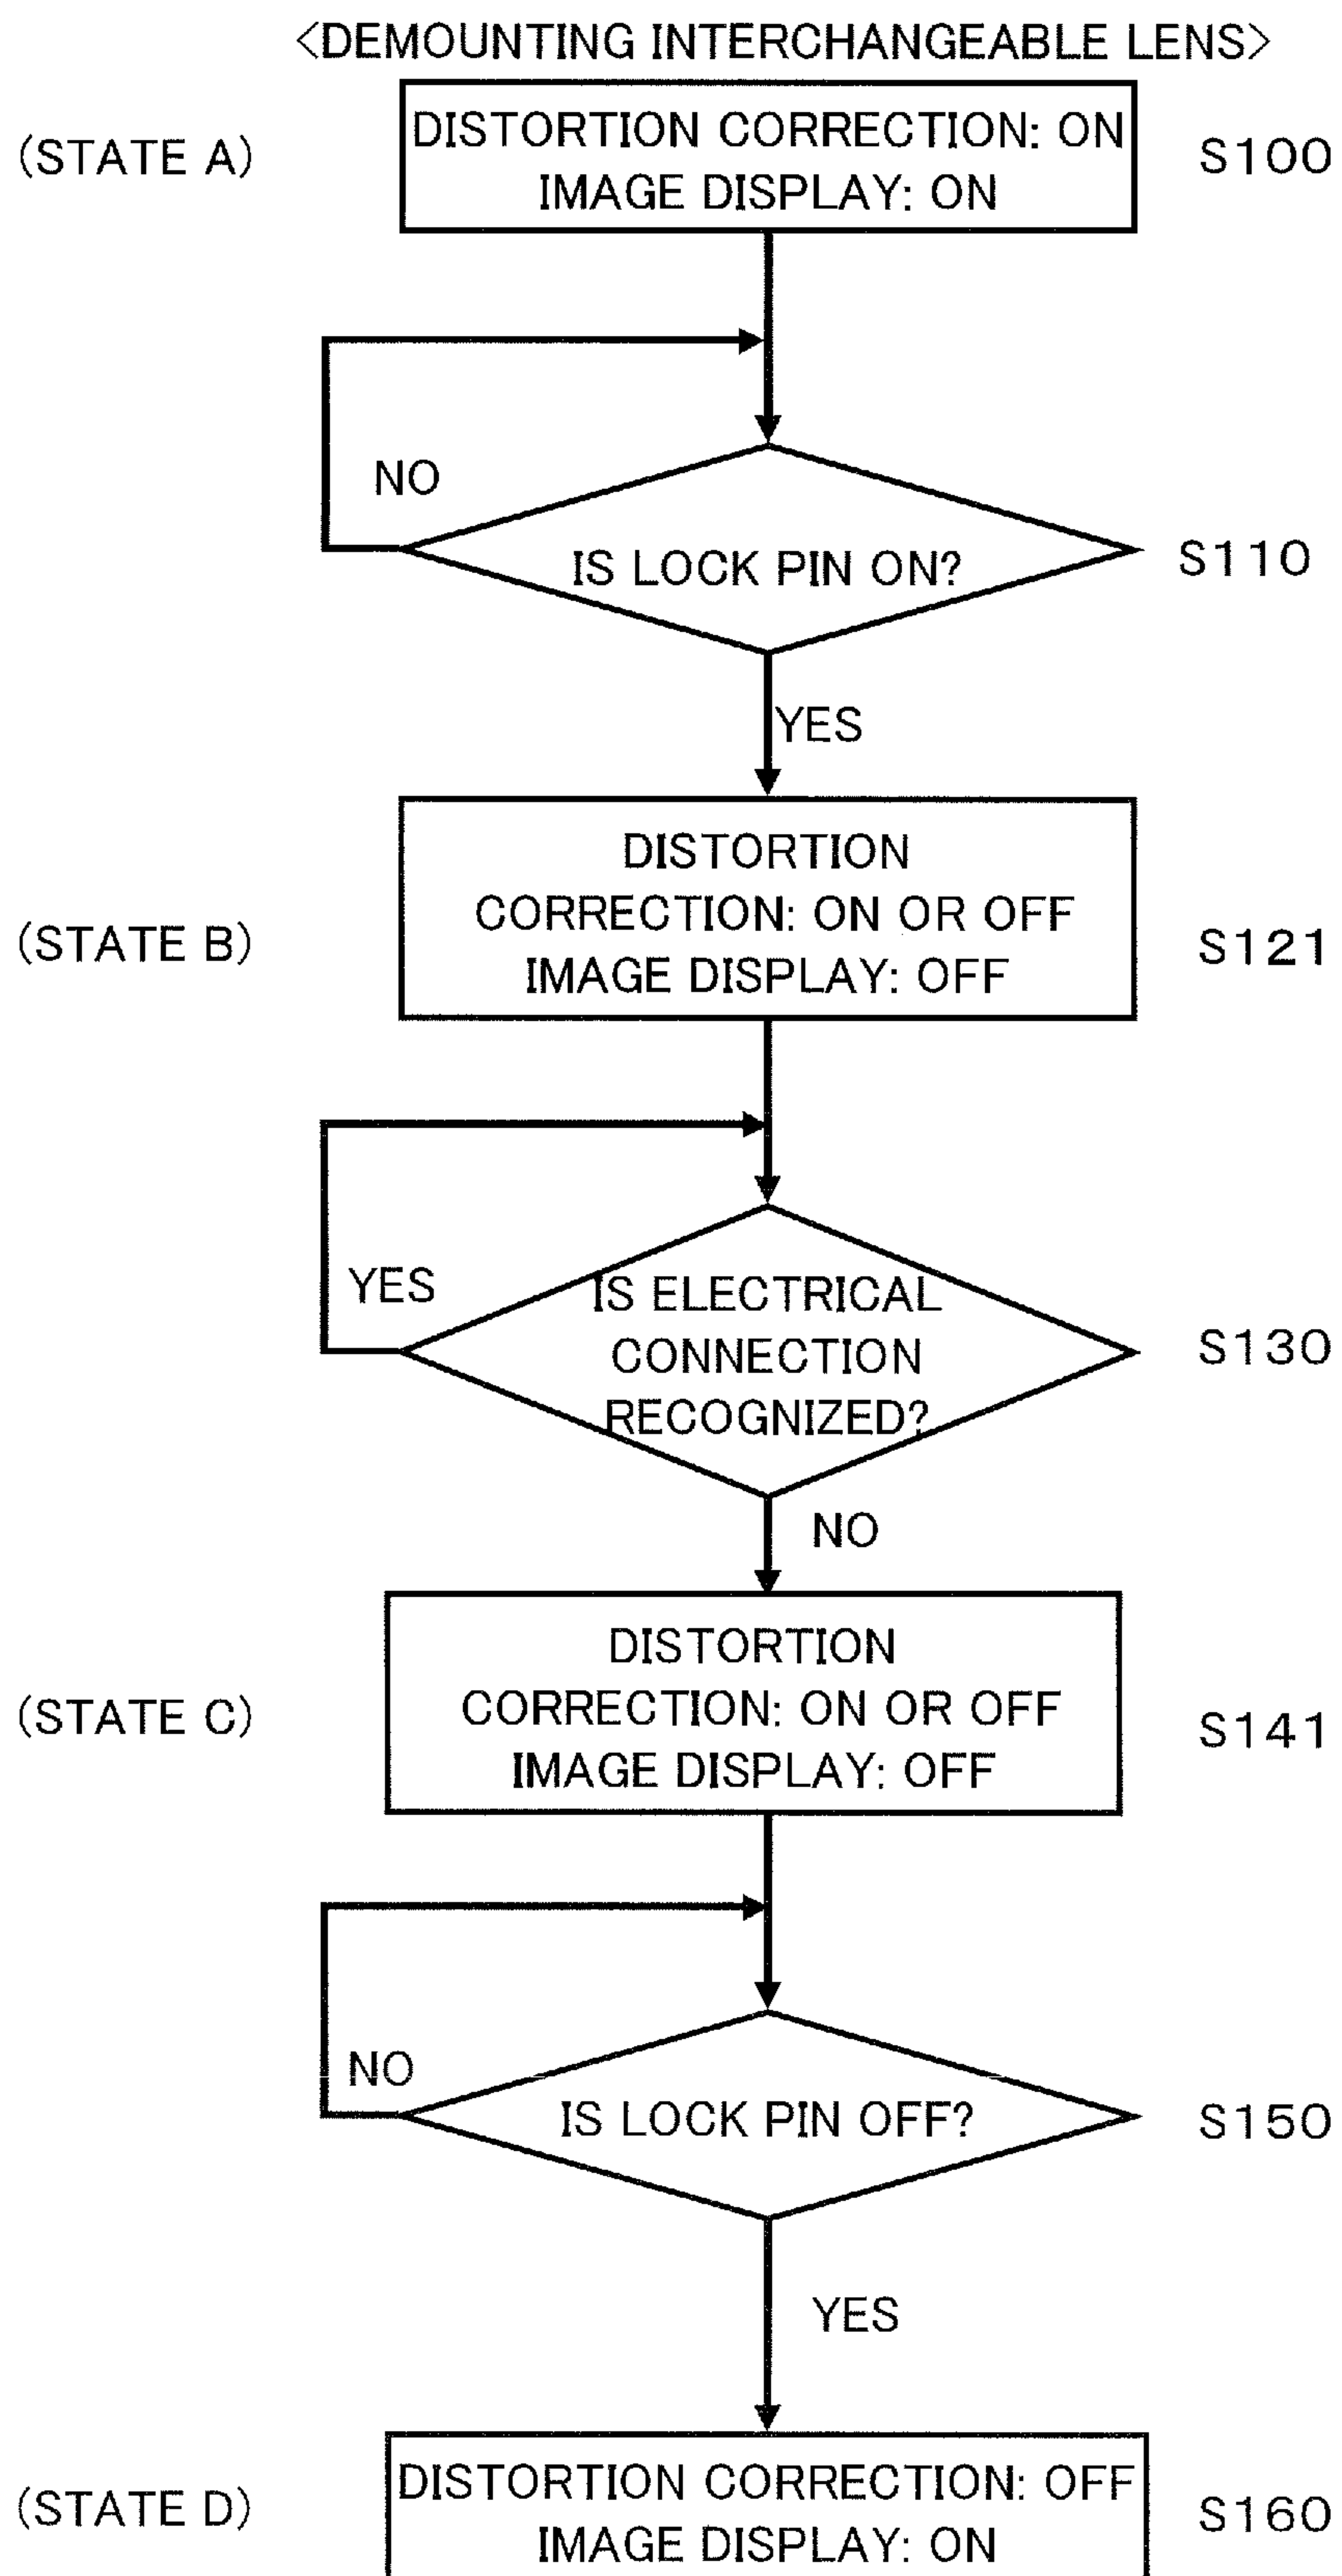 <DEMOUNTING INTERCHANGEABLE LENS>
(STATE A)
DISTORTION CORRECTION: ON
IMAGE DISPLAY: ON
S100
NO
IS LOCK PIN ON?
S110
YES
(STATE B)
DISTORTION
CORRECTION: ON OR OFF
IMAGE DISPLAY: OFF
S121
YES
IS ELECTRICAL
CONNECTION
RECOGNIZED?
S130
NO
(STATE C)
DISTORTION
CORRECTION: ON OR OFF
IMAGE DISPLAY: OFF
S141
NO
IS LOCK PIN OFF?
S150
YES
(STATE D)
DISTORTION CORRECTION: OFF
IMAGE DISPLAY: ON
S160